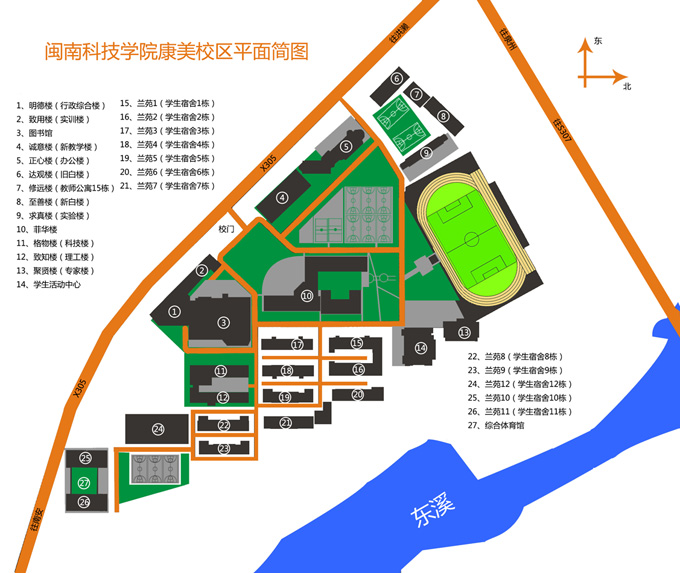 闽南科技学院康美校区平面简图
往洪濑
往泉州
东
北
1、明德楼（行政综合楼）
2、致用楼（实训楼）
3、图书馆
4、诚意楼（新教学楼）
5、正心楼（办公楼）
6、达观楼（旧白楼）
7、修远楼（教师公寓15栋）
8、至善楼（新白楼）
9、求真楼（实验楼）
10、菲华楼
11、格物楼（科技楼）
12、致知楼（理工楼）
13、聚贤楼（专家楼）
14、学生活动中心
15、兰苑1（学生宿舍1栋）
16、兰苑2（学生宿舍2栋）
17、兰苑3（学生宿舍3栋）
18、兰苑4（学生宿舍4栋）
19、兰苑5（学生宿舍5栋）
20、兰苑6（学生宿舍6栋）
21、兰苑7（学生宿舍7栋）
6
7
8
往S307
5
9
X305
4
校门
2
10
1
3
13
17
15
14
18
16
11
12
19
20
22、兰苑8（学生宿舍8栋）
23、兰苑9（学生宿舍9栋）
24、兰苑12（学生宿舍12栋）
25、兰苑10（学生宿舍10栋）
26、兰苑11（学生宿舍11栋）
27、综合体育馆
X305
22
21
24
23
25
27
26
往南安
东溪